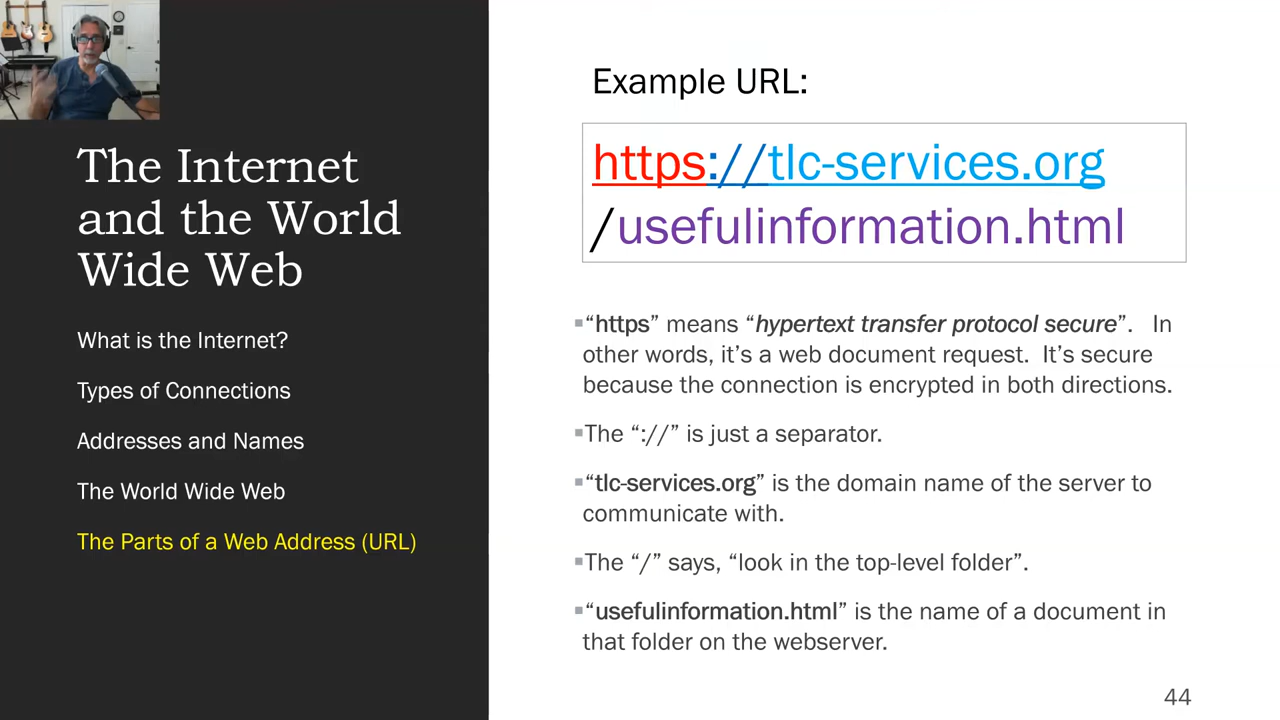 The Internet
and the World
Wide Web
What is the Internet?
Types of Connections
Addresses and Names
The World Wide Web
The Parts of a Web Address (URL)
Example URL:
https://tlc-services.org
/usefulinformation.html
▪“https” means “hypertext transfer protocol secure”.   In
other words, it’s a web document request.  It’s secure
because the connection is encrypted in both directions.
▪The “://” is just a separator.
▪“tlc-services.org” is the domain name of the server to
communicate with.
▪The “/” says, “look in the top-level folder”.
▪“usefulinformation.html” is the name of a document in
that folder on the webserver.
44